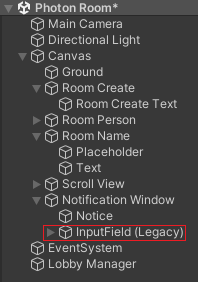 Photon Room*
Main Camera
Directional Light
Canvas
Ground
Room Create
Room Create Text
Room Person
Room Name
Placeholder
Text
Scroll View
Notification Window
Notice
InputField (Legacy)
EventSystem
Lobby Manager